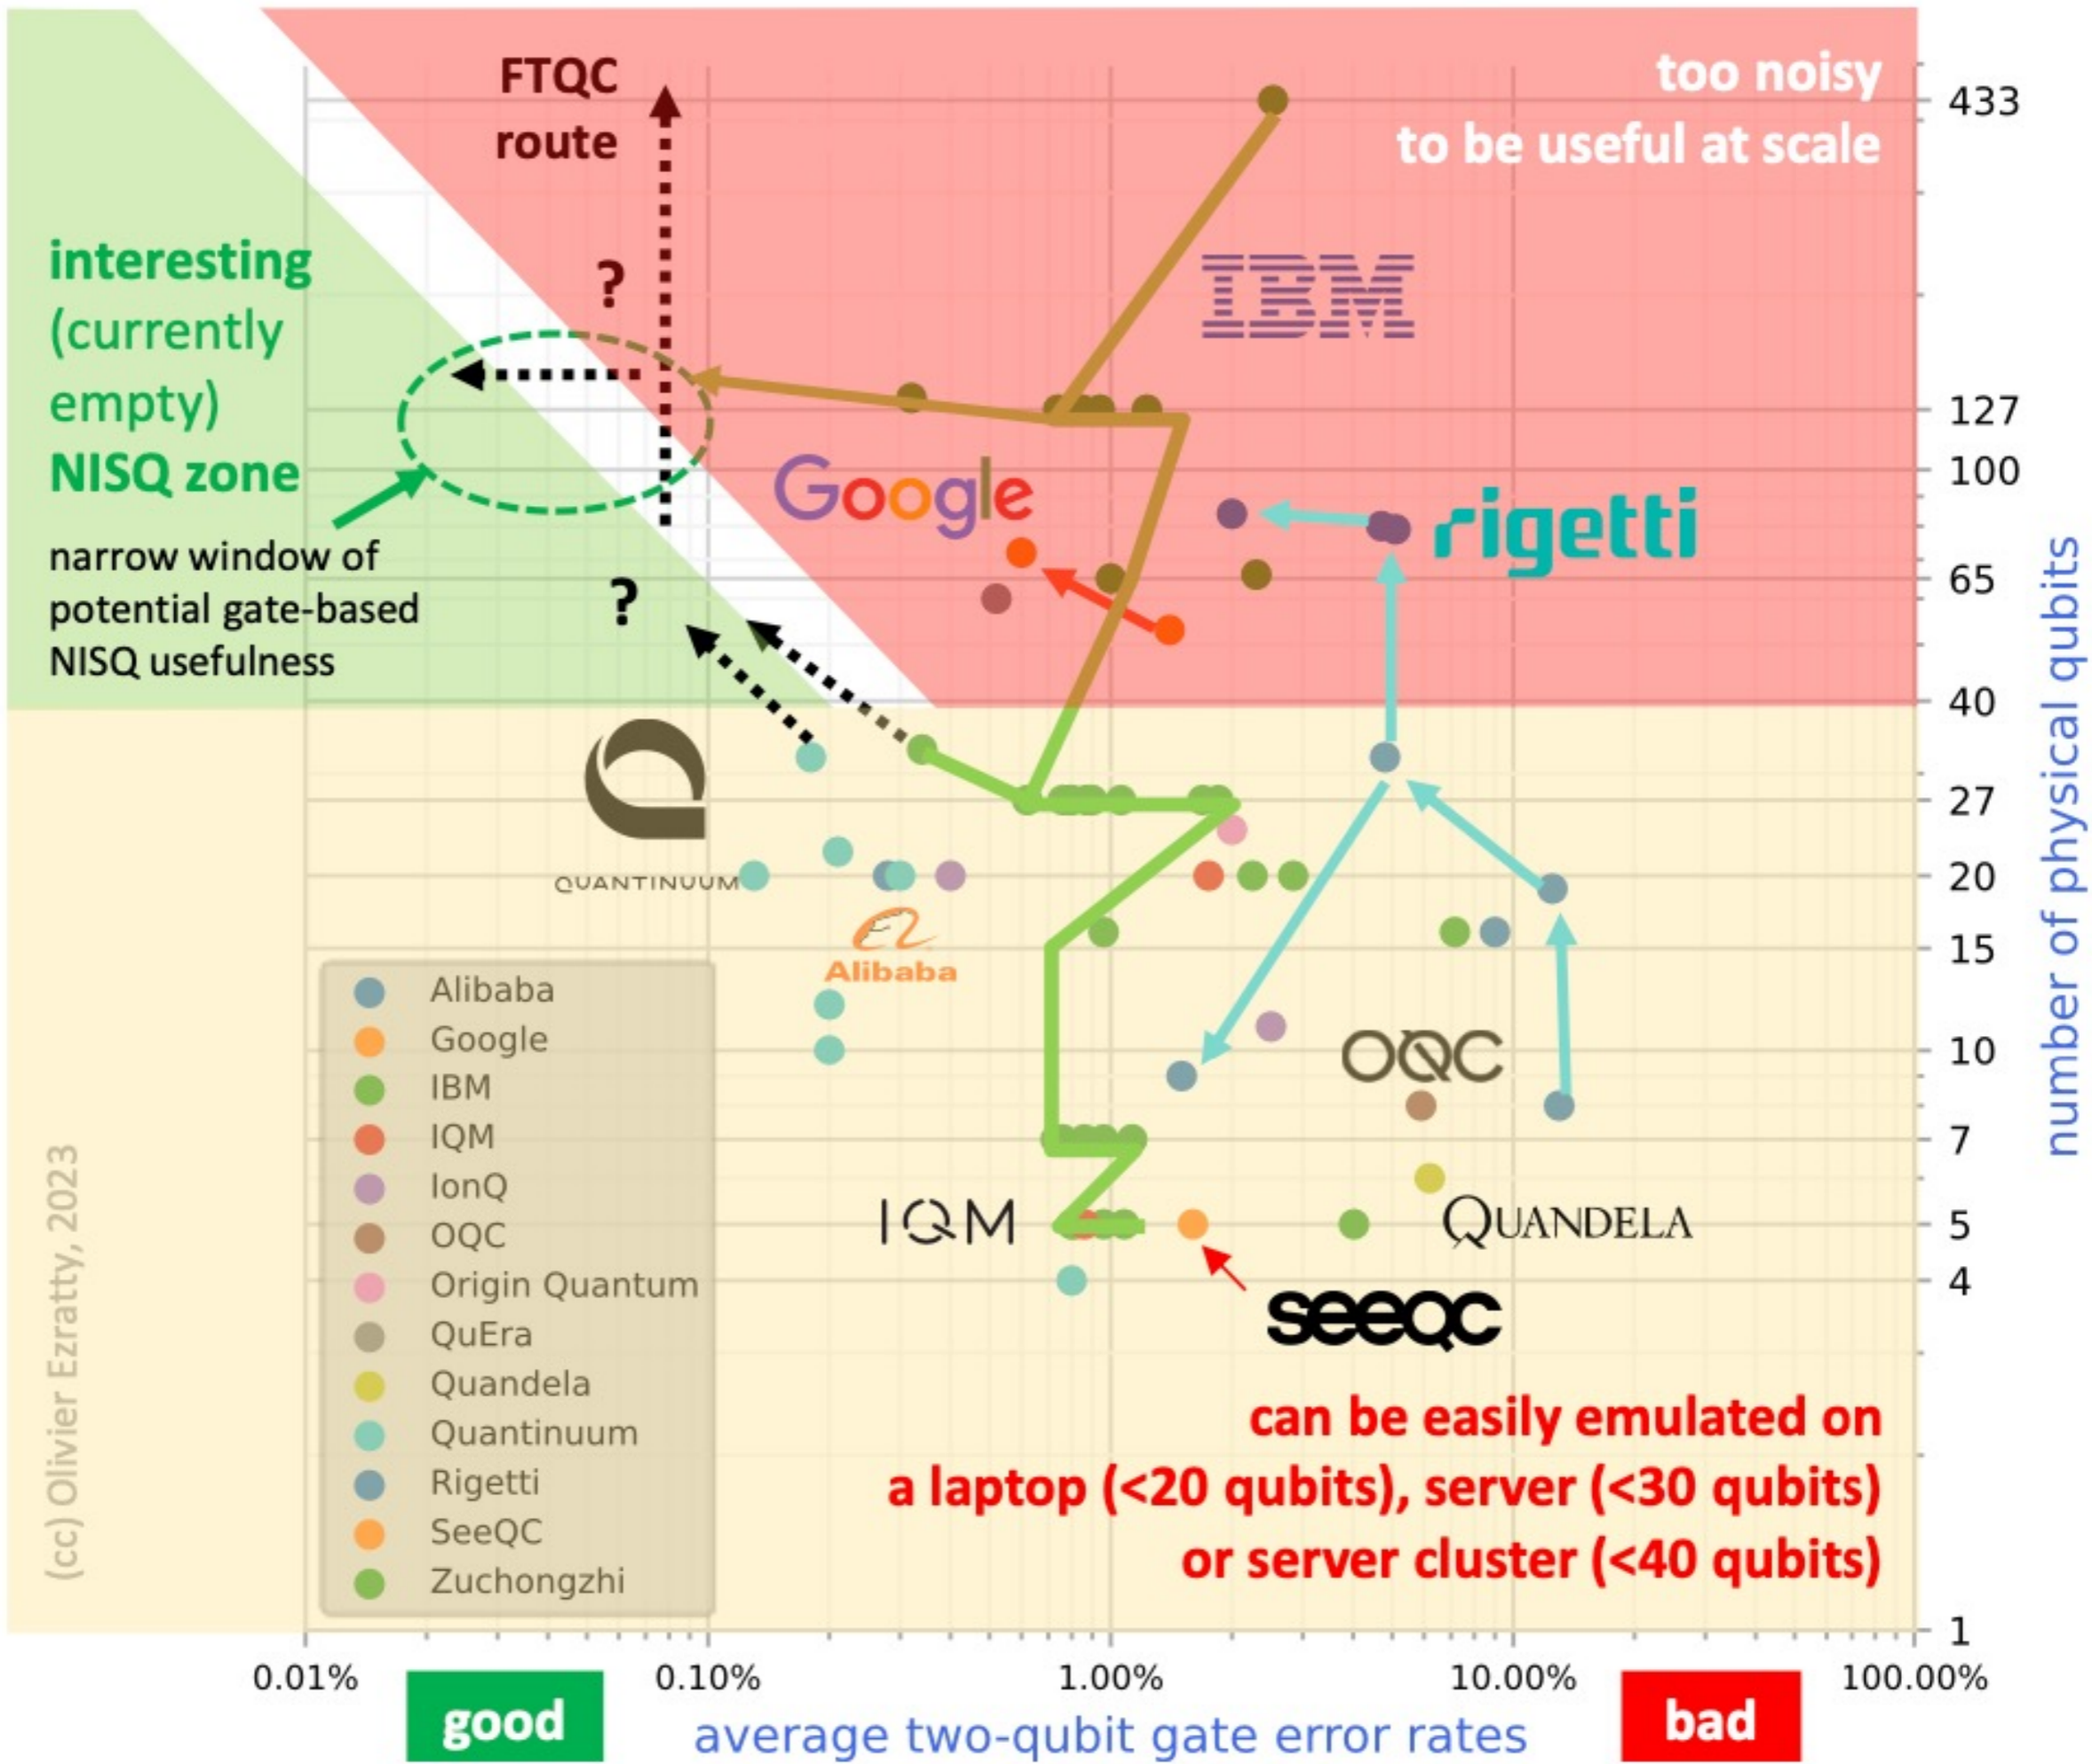 FTQC
route
too noisy
to be useful at scale
433
IBM
interesting
(currently
empty)
NISQ zone
?
127
Google
100
rigetti
narrow window of
potential gate-based
NISQ usefulness
?
65
40
number of physical qubits
27
QUANTINUUM
20
Alibaba
15
OQC
10
7
IQM
QUANDELA
5
4
seeqc
Alibaba
Google
IBM
IQM
IonQ
OQC
Origin Quantum
QuEra
Quandela
Quantinuum
Rigetti
SeeQC
Zuchongzhi
(cc) Olivier Ezratty, 2023
can be easily emulated on
a laptop (<20 qubits), server (<30 qubits)
or server cluster (<40 qubits)
1
0.01%
0.10%
1.00%
10.00%
100.00%
good
average two-qubit gate error rates
bad